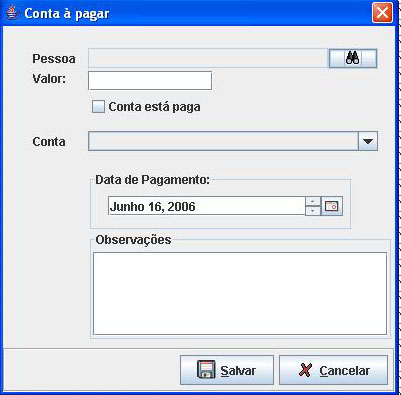 Conta à pagar
Pessoa
Valor:
Conta está paga
Conta
Data de Pagamento:
Junho 16, 2006
Observações
Salvar Cancelar